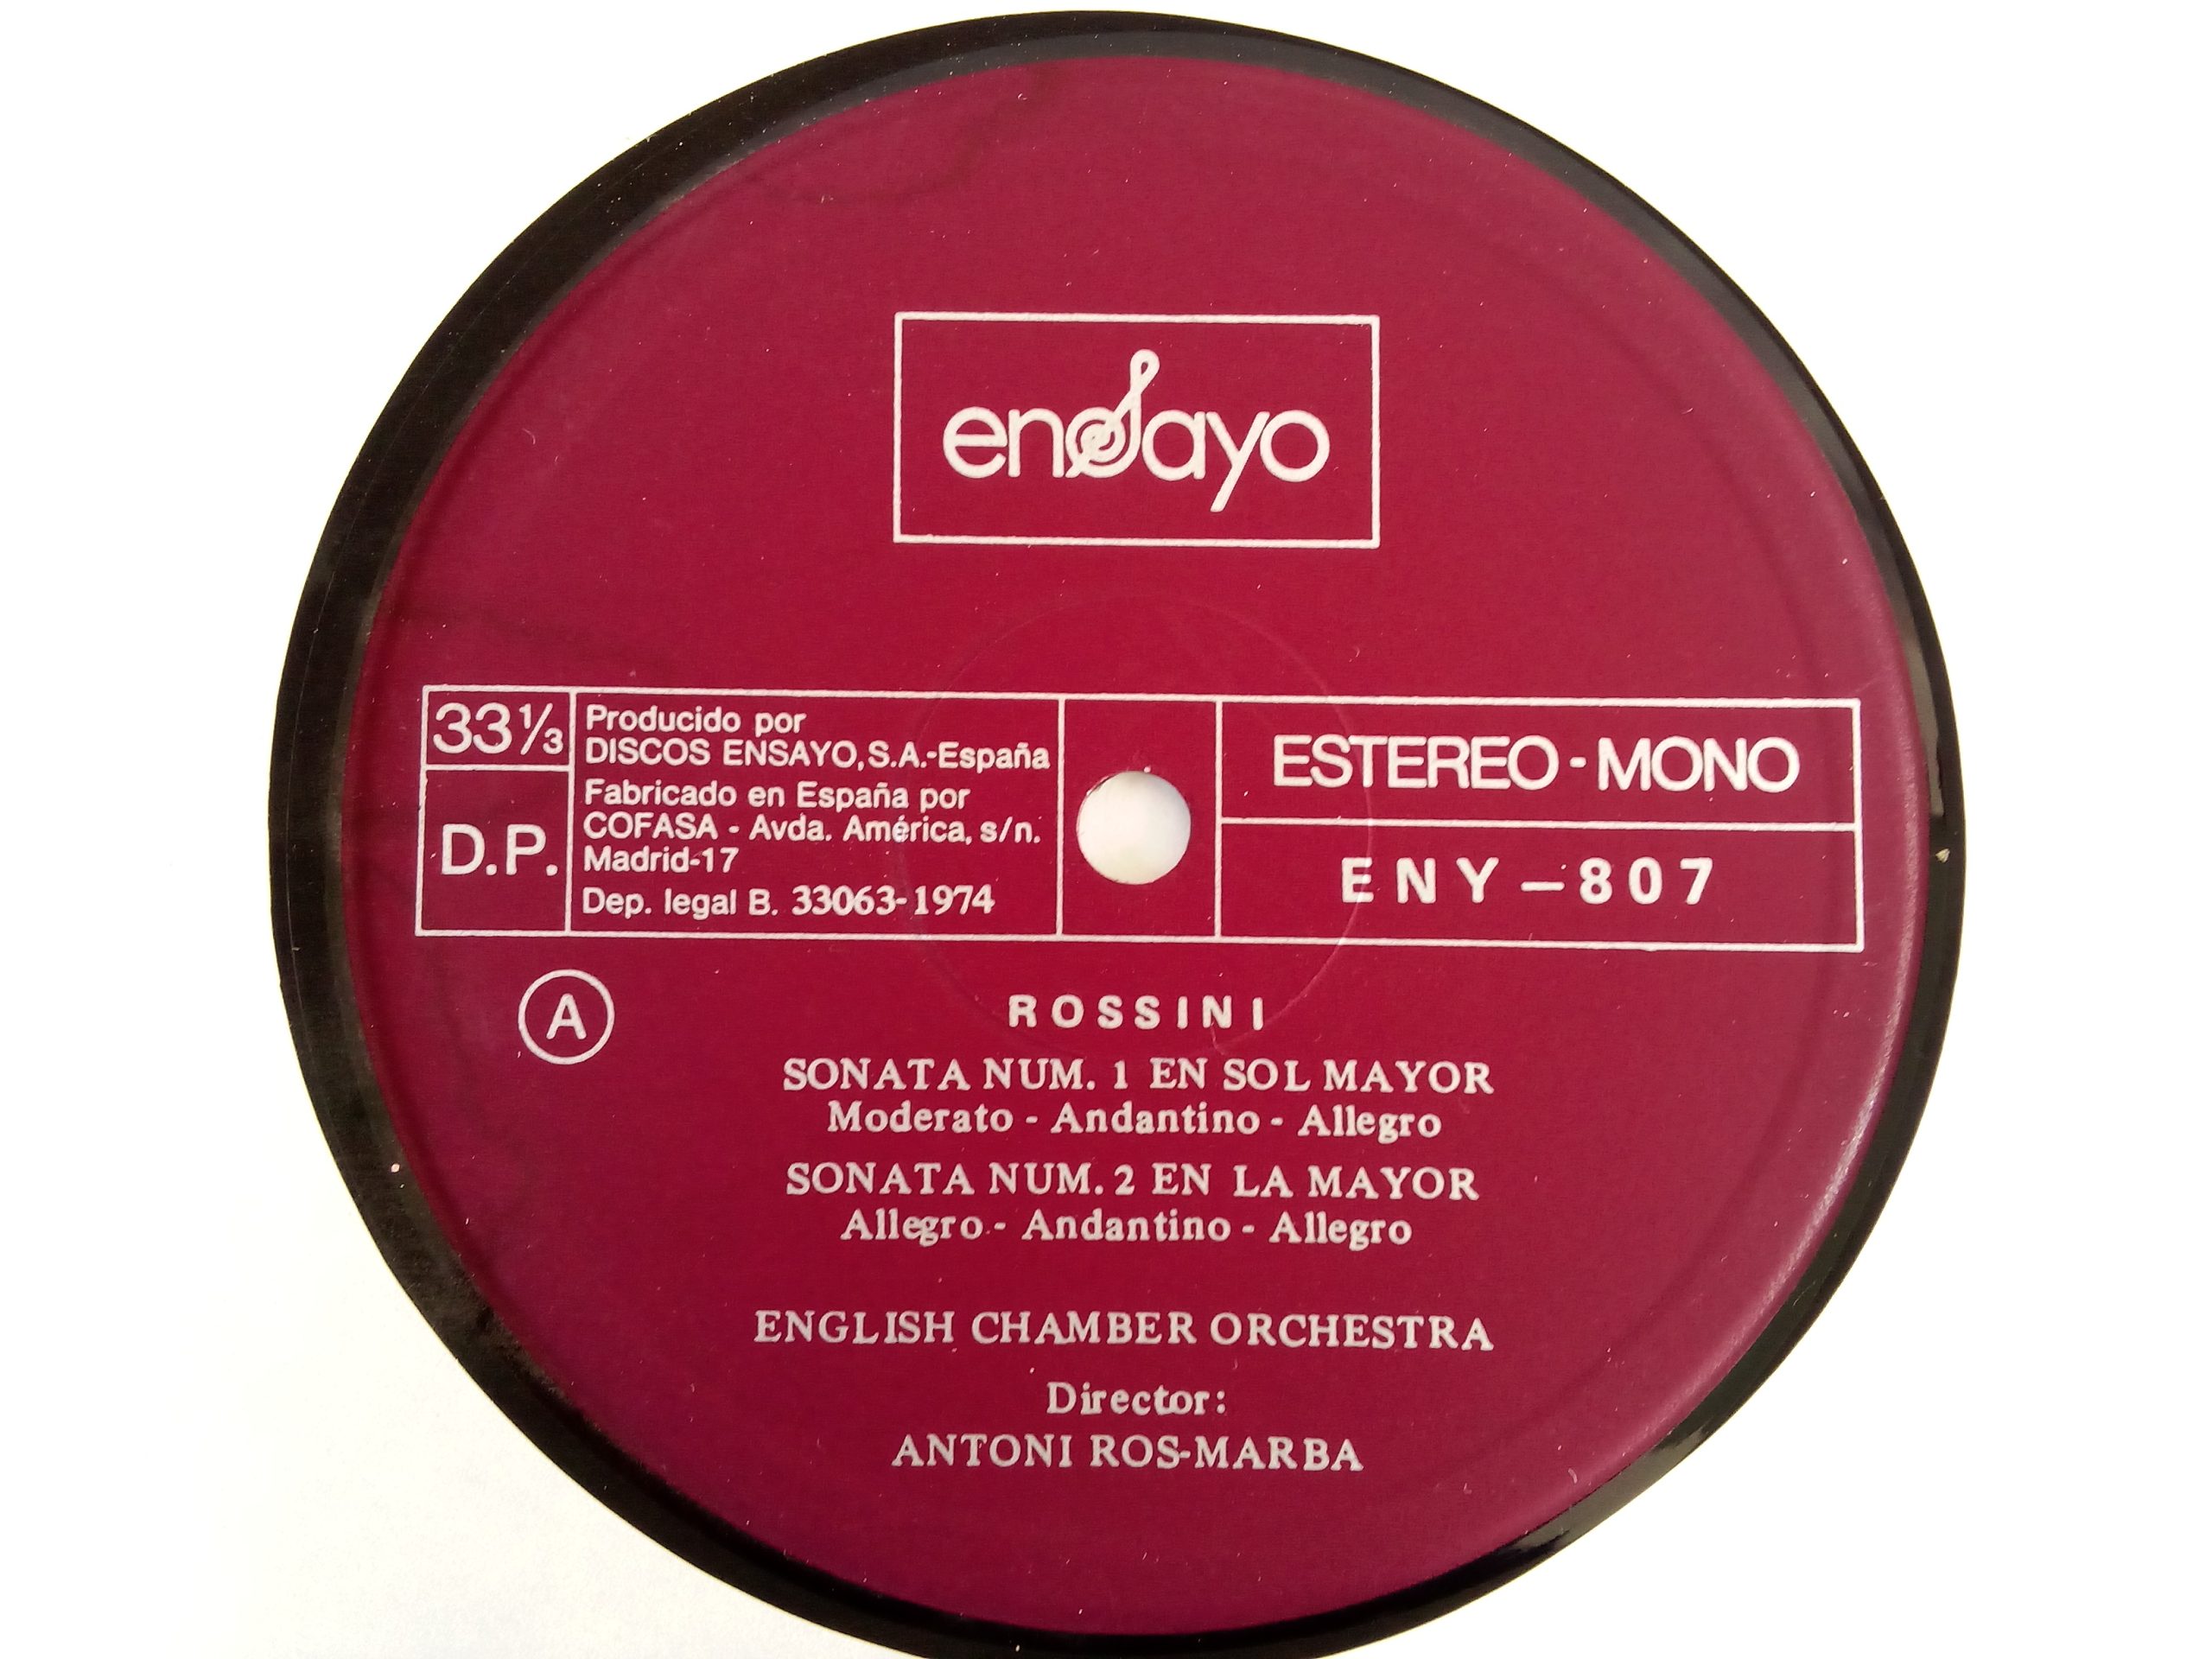 ensayo
33 1/3
D.P.
Producido por
DISCOS ENSAYO, S.A.-España
Fabricado en España por
COFASA - Avda. América, s/n.
Madrid-17
Dep. legal B. 33063-1974
ESTEREO - MONO
ENY - 807
A
ROSSINI
SONATA NUM. 1 EN SOL MAYOR
Moderato - Andantino - Allegro
SONATA NUM. 2 EN LA MAYOR
Allegro - Andantino - Allegro
ENGLISH CHAMBER ORCHESTRA
Director:
ANTONI ROS-MARBA